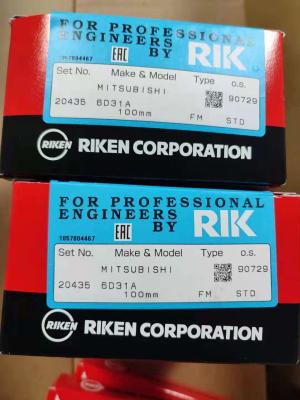 FOR PROFESSIONAL
ENGINEERS
BY RIK
1057804467 EAC
Set No. Make & Model Type o.s.
MITSUBISHI 90729
20435 6D31A
100mm FM STD
RIKEN RIKEN CORPORATION
FOR PROFESSIONAL
ENGINEERS
BY RIK
1057804467 EAC
Set No. Make & Model Type o.s.
MITSUBISHI 90729
20435 6D31A
100mm FM STD
RIKEN RIKEN CORPORATION